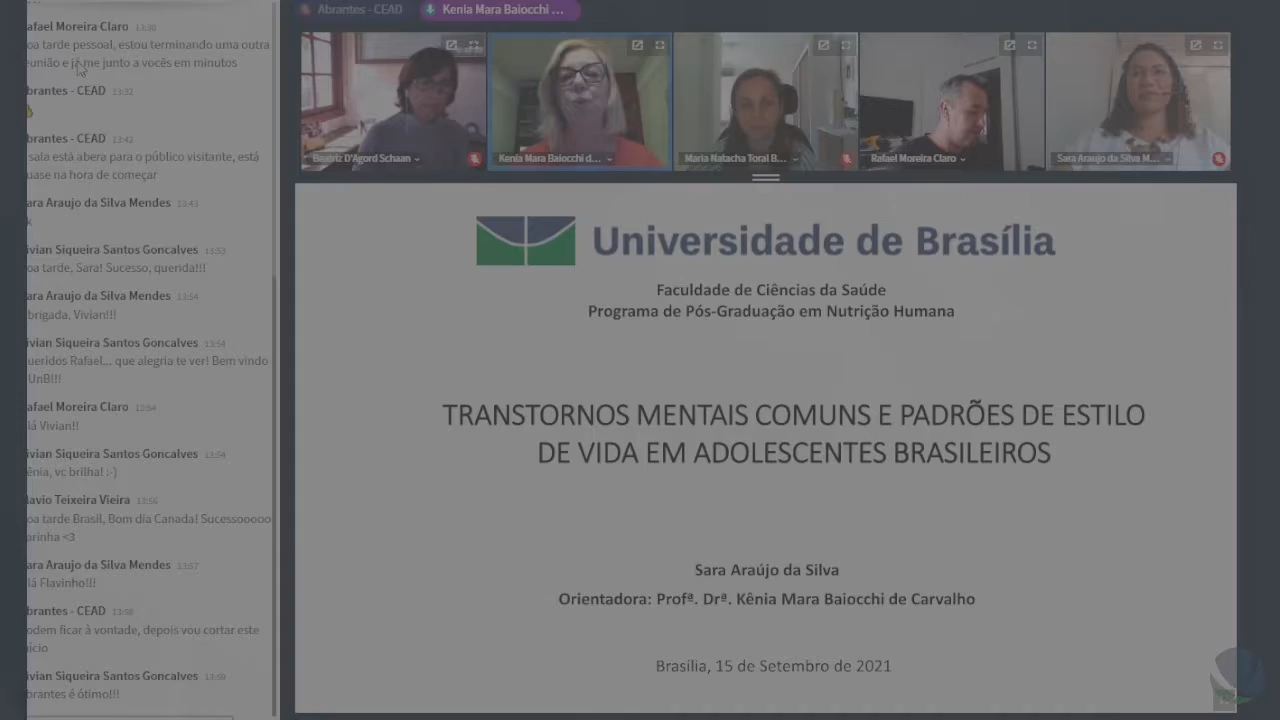 afael Moreira Claro 13:30
oa tarde pessoal, estou terminando uma outra
eunião e já me junto a vocês em minutos
brantes - CEAD 13:32
brantes - CEAD 13:42
sala está abera para o público visitante, está
uase na hora de começar
ara Araujo da Silva Mendes 13:43
k
ivian Siqueira Santos Goncalves 13:53
oa tarde, Sara! Sucesso, querida!!!
ara Araujo da Silva Mendes 13:54
brigada, Vivian!!!
ivian Siqueira Santos Goncalves 13:54
ueridos Rafael... que alegria te ver! Bem vindo
UnB!!!
afael Moreira Claro 13:54
lá Vivian!!
ivian Siqueira Santos Goncalves 13:54
ênia, vc brilha! :-)
lavio Teixeira Vieira 13:56
oa tarde Brasil, Bom dia Canada! Sucessooooo
prinha <3
ara Araujo da Silva Mendes 13:57
lá Flavinho!!!
brantes - CEAD 13:58
odem ficar à vontade, depois vou cortar este
ício
ivian Siqueira Santos Goncalves 13:59
brantes é ótimo!!!
Abrantes - CEAD
Kenia Mara Baiocchi ...
Beatriz D'Agord Schaan
Kenia Mara Baiocchi d...
Maria Natacha Toral B...
Rafael Moreira Claro
Sara Araujo da Silva M...
Universidade de Brasília
Faculdade de Ciências da Saúde
Programa de Pós-Graduação em Nutrição Humana
TRANSTORNOS MENTAIS COMUNS E PADRÕES DE ESTILO
DE VIDA EM ADOLESCENTES BRASILEIROS
Sara Araújo da Silva
Orientadora: Profª. Drª. Kênia Mara Baiocchi de Carvalho
Brasília, 15 de Setembro de 2021